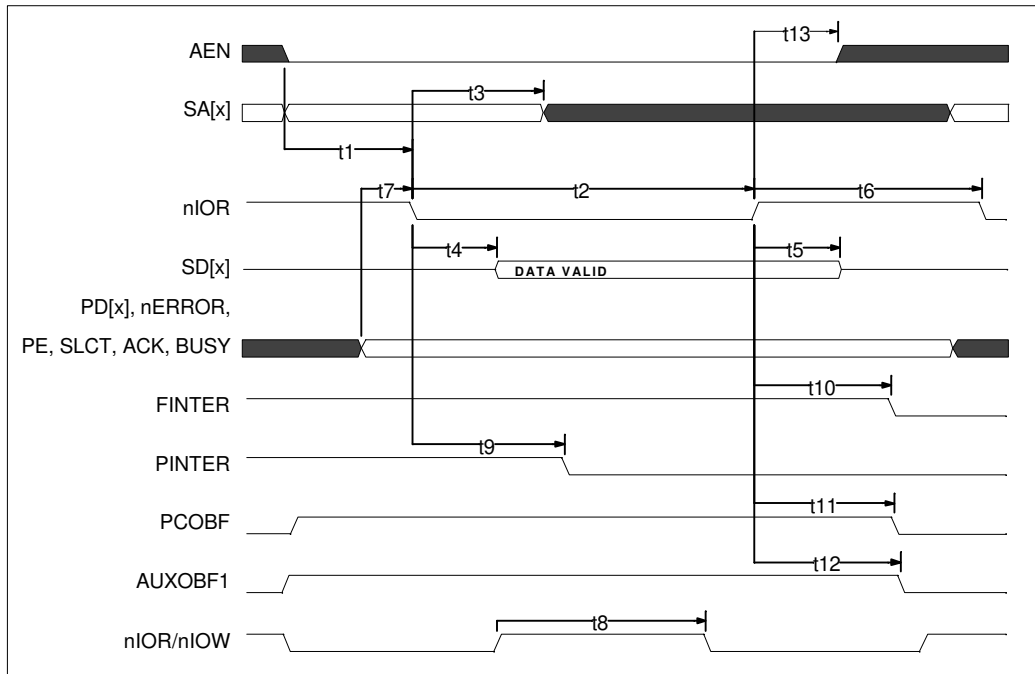 t13
AEN
t3
SA[x]
t1
t7
t2
t6
nIOR
t4
t5
SD[x]
DATA VALID
PD[x], nERROR,
PE, SLCT, ACK, BUSY
t10
FINTER
t9
PINTER
t11
PCOBF
t12
AUXOBF1
t8
nIOR/nIOW